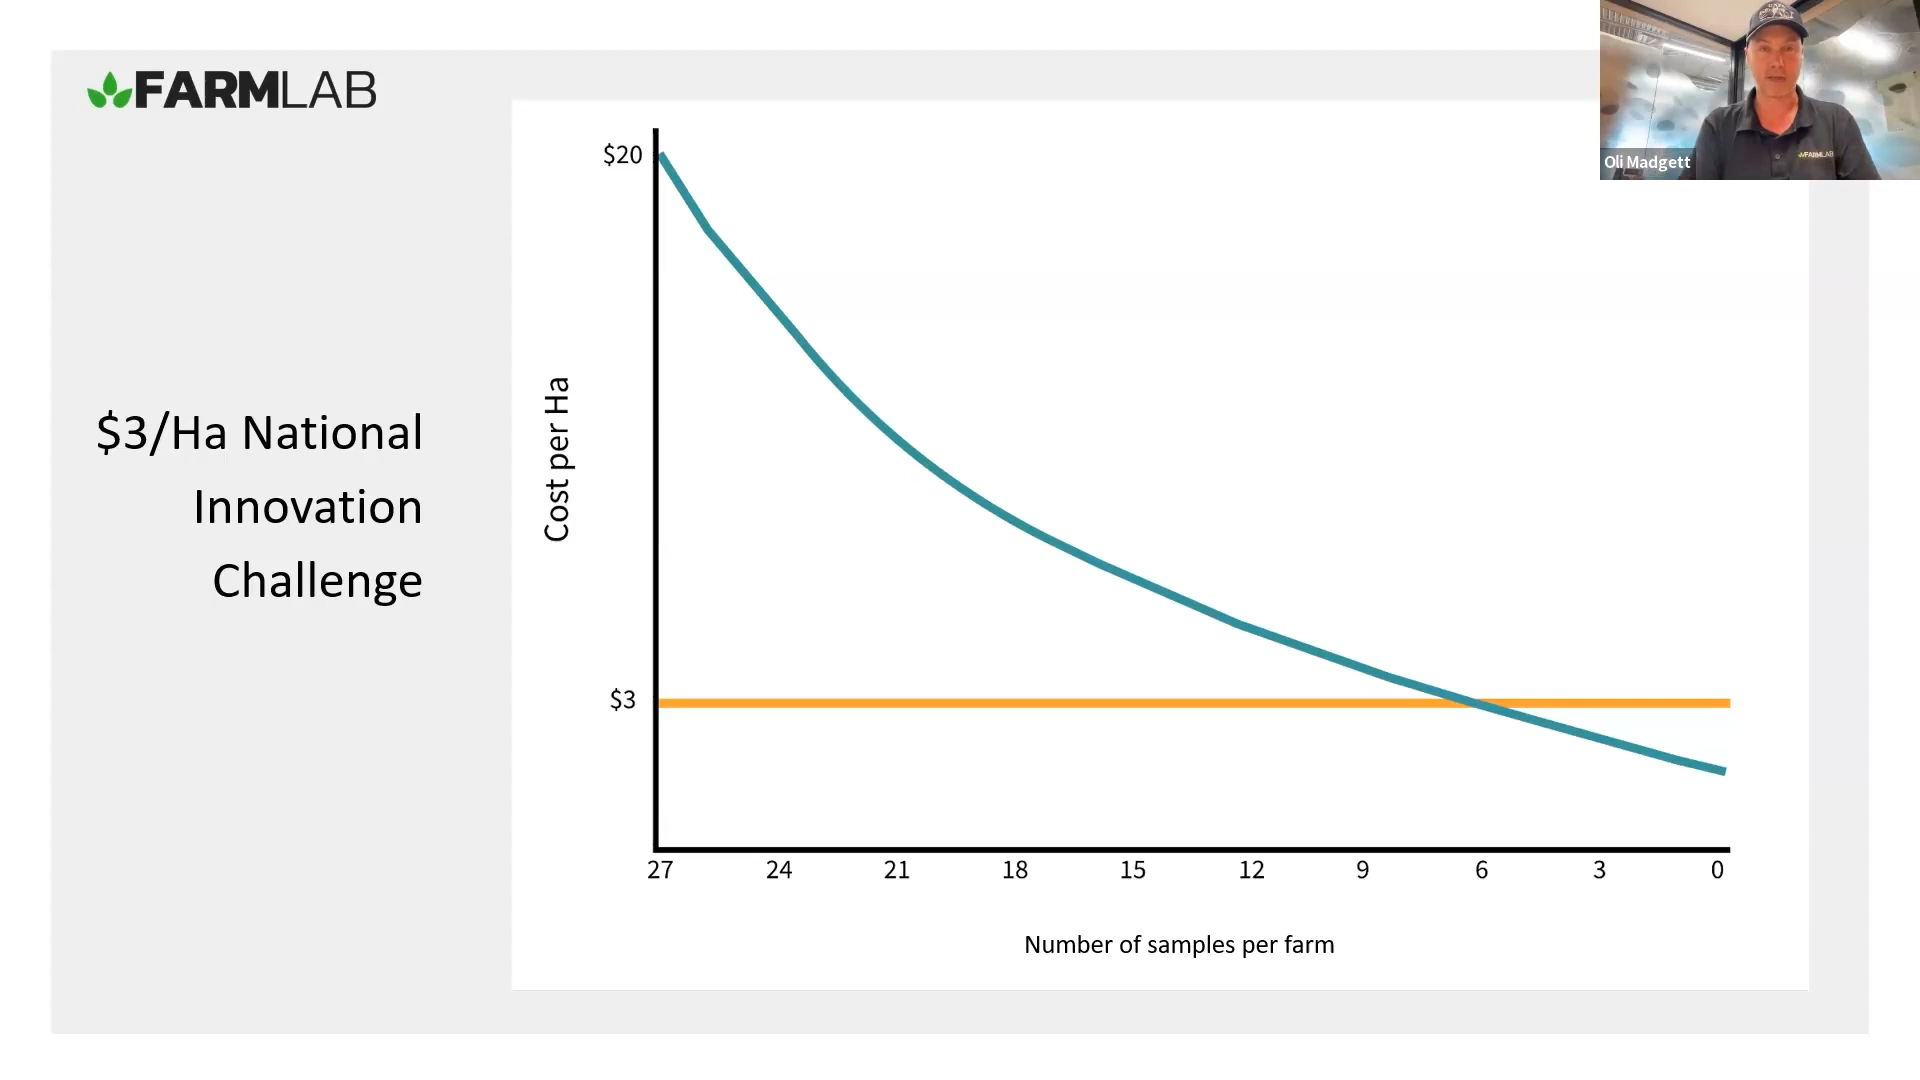 FARMLAB
$3/Ha National
Innovation
Challenge
$20
Cost per Ha
$3
27 24 21 18 15 12 9 6 3 0
Number of samples per farm
Oli Madgett
FARMLAB